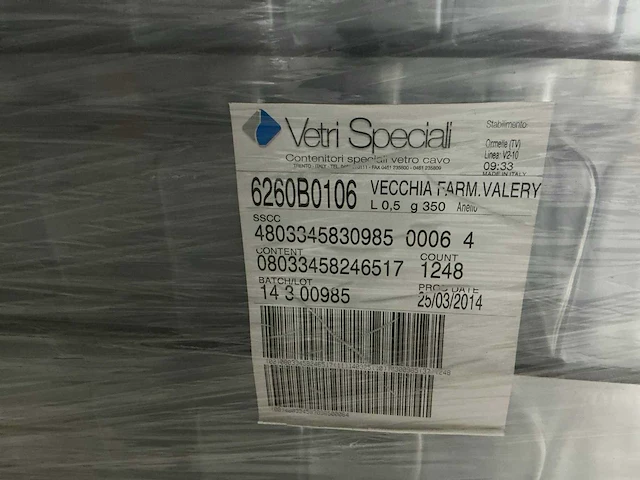 Vetri Speciali
Contenitori speciali vetro cavo
Stabilimento
Ormelle (TV)
Linea: V2-10
09:33
MADE IN ITALY
6260B0106 VECCHIA FARM.VALERY
L 0,5 g 350 Anello
SSCC
4803345830985 0006 4
CONTENT COUNT
08033458246517 1248
BATCH/LOT PROD DATE
14 3 00985 25/03/2014